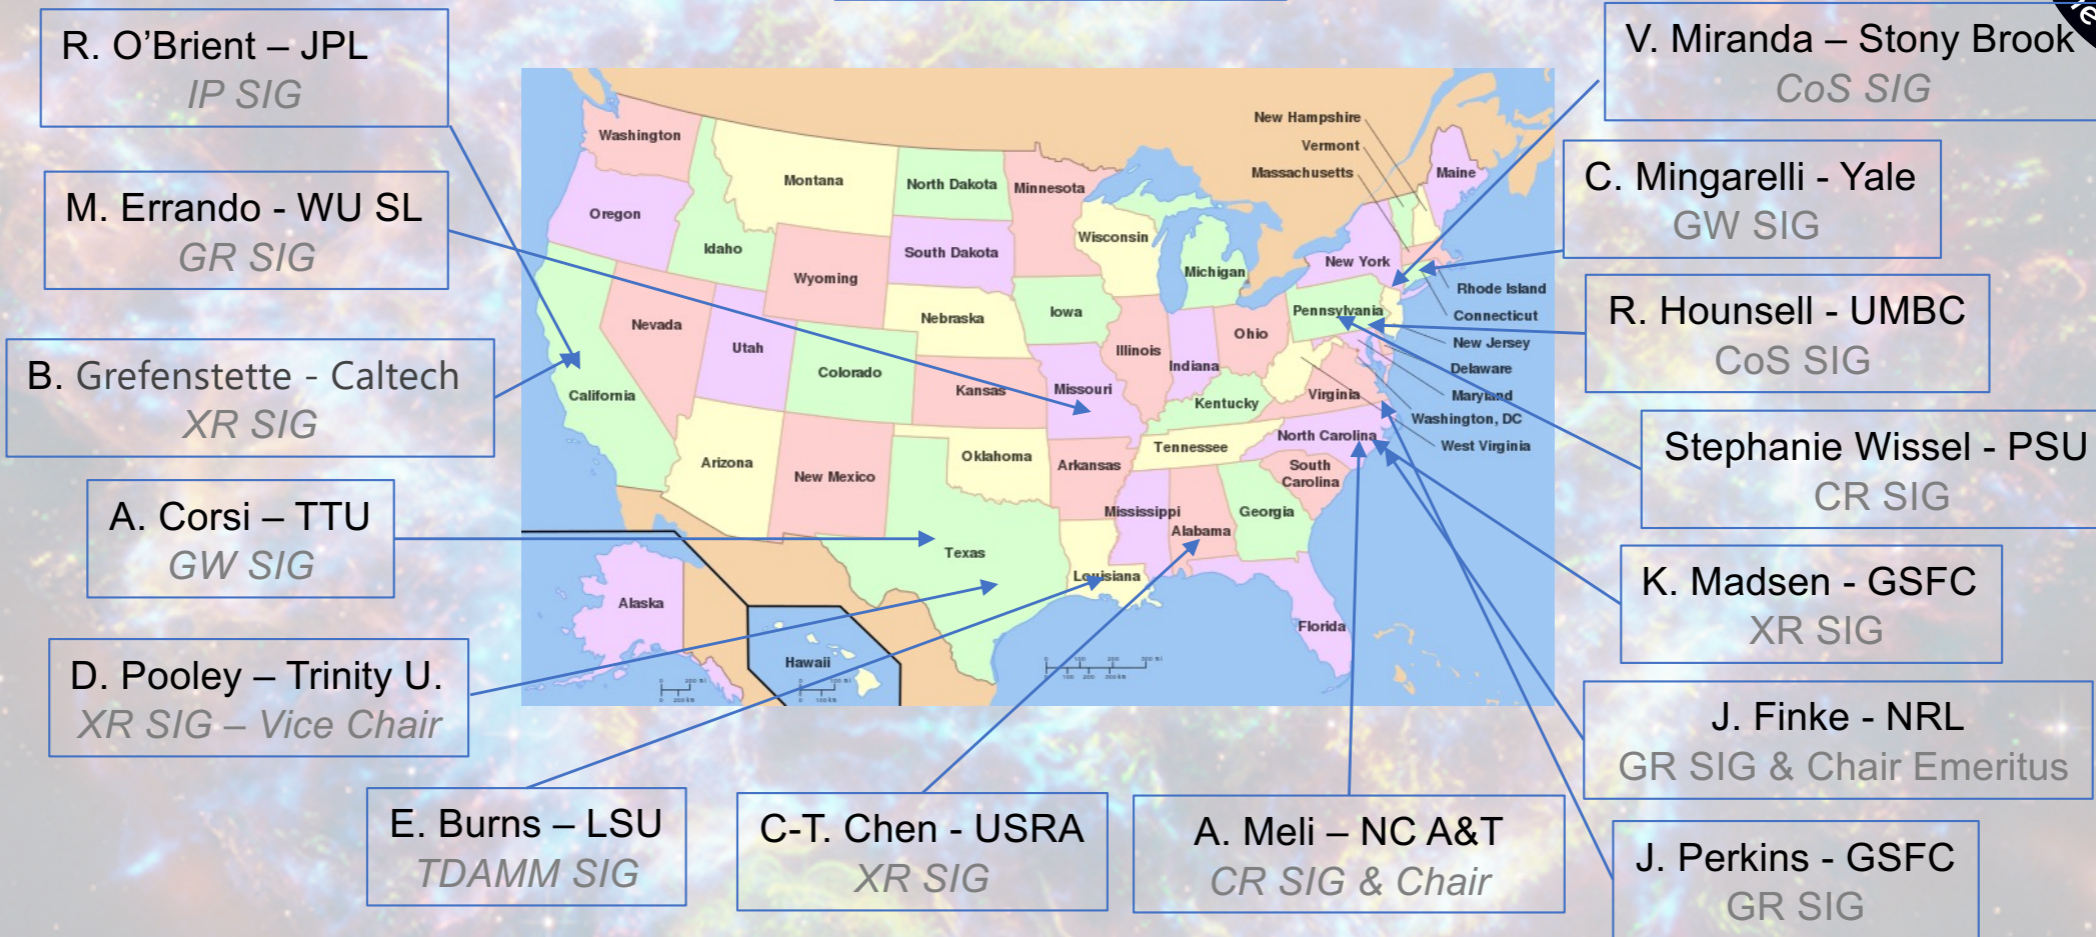 R. O’Brient – JPL
IP SIG
M. Errando - WU SL
GR SIG
B. Grefenstette - Caltech
XR SIG
A. Corsi – TTU
GW SIG
D. Pooley – Trinity U.
XR SIG – Vice Chair
E. Burns – LSU
TDAMM SIG
C-T. Chen - USRA
XR SIG
A. Meli – NC A&T
CR SIG & Chair
V. Miranda – Stony Brook
CoS SIG
C. Mingarelli - Yale
GW SIG
R. Hounsell - UMBC
CoS SIG
Stephanie Wissel - PSU
CR SIG
K. Madsen - GSFC
XR SIG
J. Finke - NRL
GR SIG & Chair Emeritus
J. Perkins - GSFC
GR SIG
Washington
Oregon
Idaho
Montana
North Dakota
Minnesota
South Dakota
Wyoming
Nevada
Utah
California
Colorado
Nebraska
Iowa
Kansas
Missouri
Wisconsin
Michigan
Illinois
Indiana
Ohio
Kentucky
Tennessee
Arizona
New Mexico
Oklahoma
Texas
Arkansas
Louisiana
Mississippi
Alabama
Georgia
South
Carolina
North Carolina
Florida
Virginia
Pennsylvania
New York
Maine
New Hampshire
Vermont
Massachusetts
Rhode Island
Connecticut
New Jersey
Delaware
Maryland
Washington, DC
West Virginia
Alaska
Hawaii